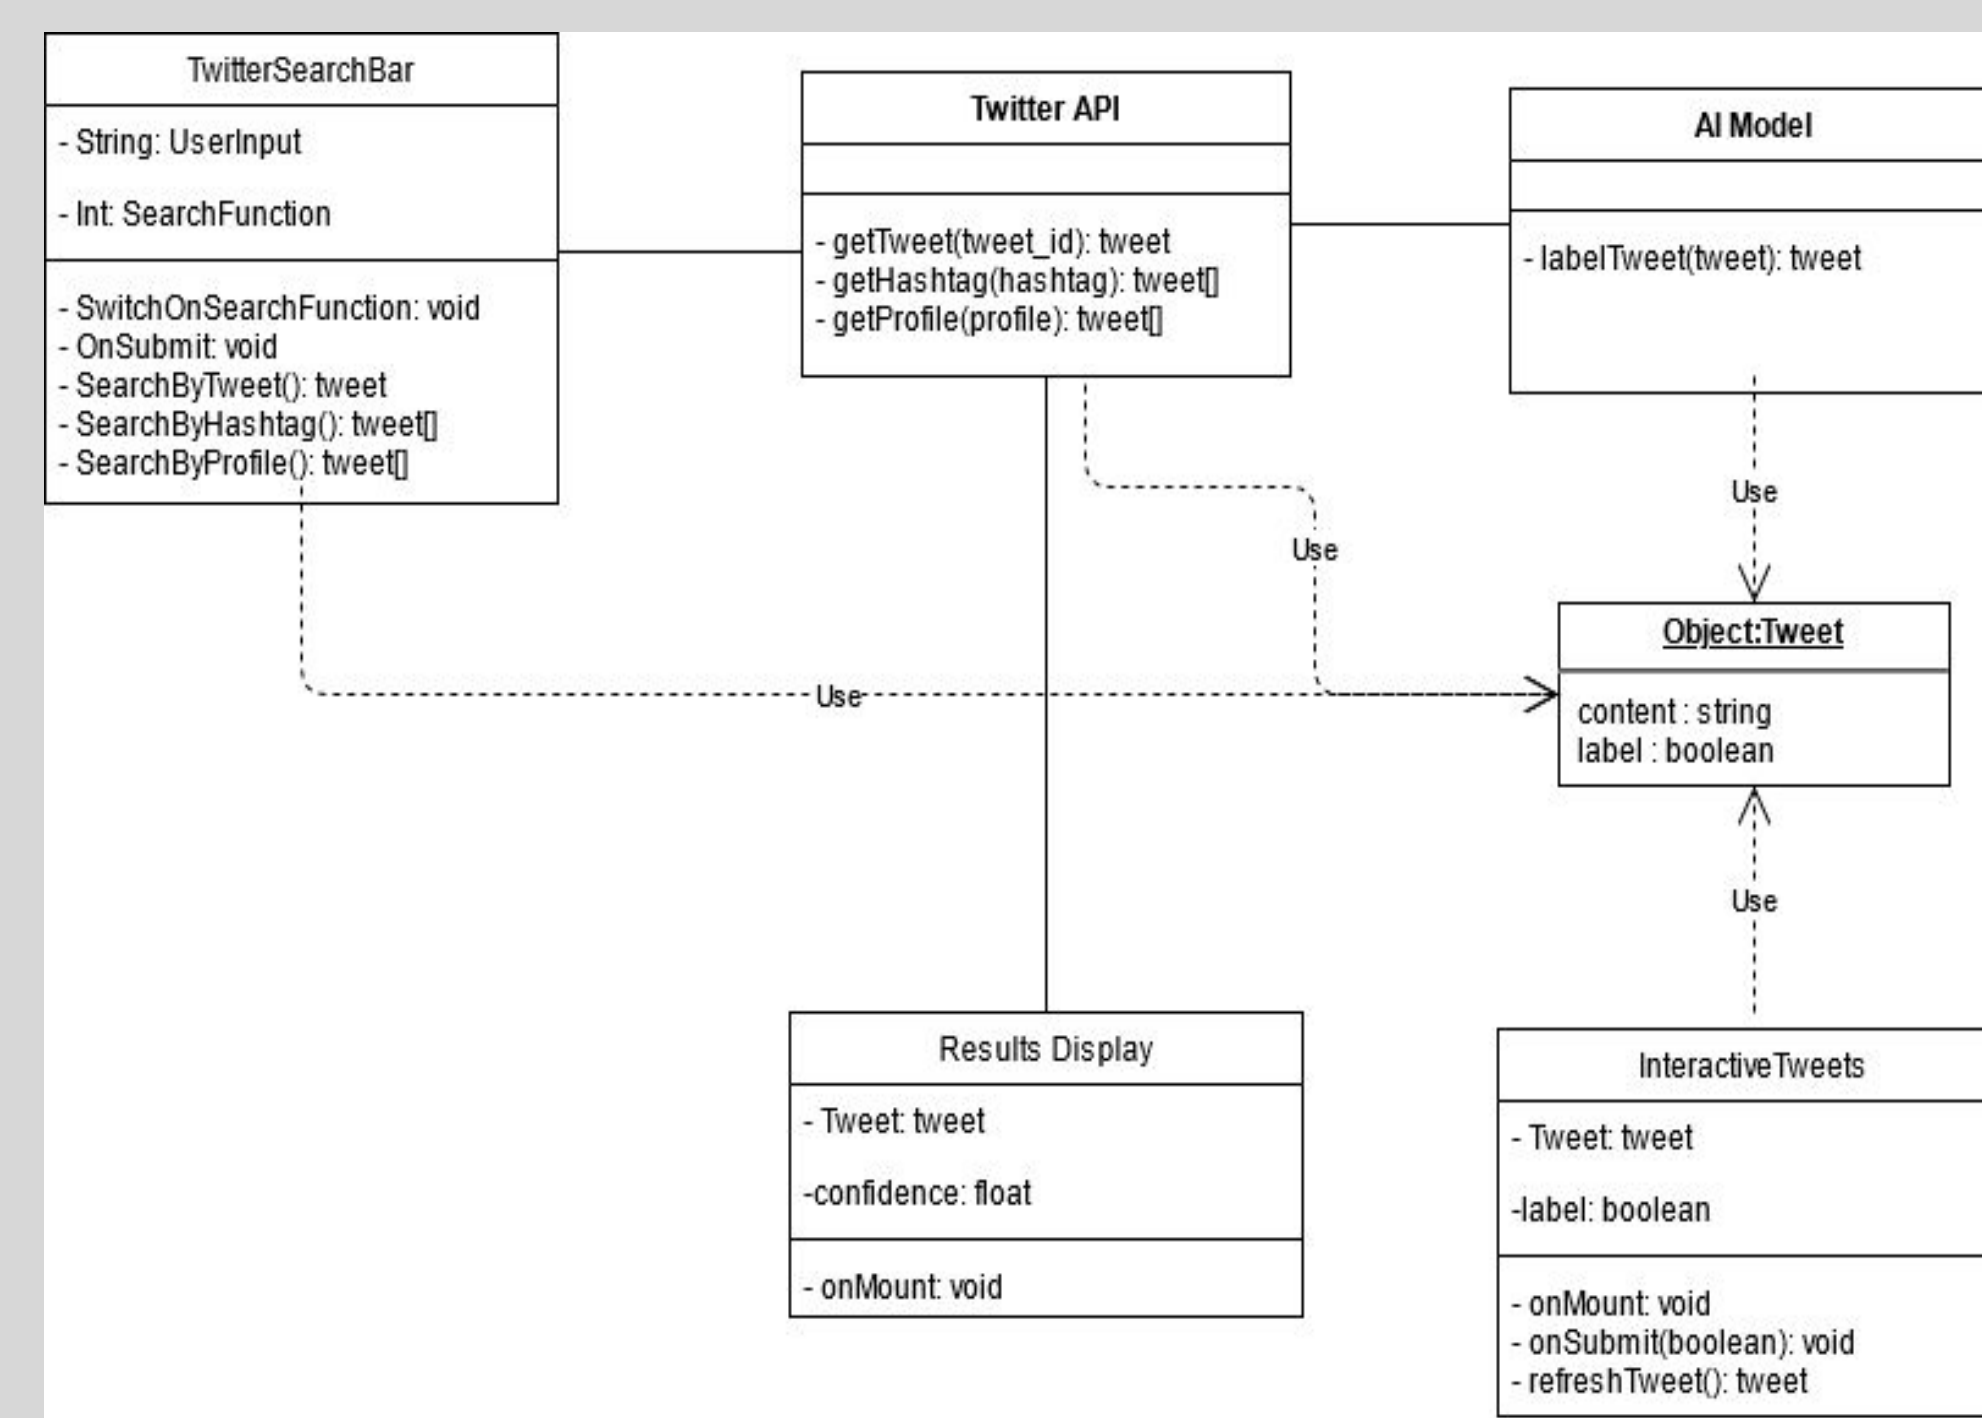 TwitterSearchBar
- String: UserInput
- Int: SearchFunction
- SwitchOnSearchFunction: void
- OnSubmit: void
- SearchByTweet(): tweet
- SearchByHashtag(): tweet[]
- SearchByProfile(): tweet[]
Twitter API
- getTweet(tweet_id): tweet
- getHashtag(hashtag): tweet[]
- getProfile(profile): tweet[]
AI Model
- labelTweet(tweet): tweet
Use
Use
Use
Object:Tweet
content : string
label : boolean
Use
Results Display
- Tweet: tweet
-confidence: float
- onMount: void
InteractiveTweets
- Tweet: tweet
-label: boolean
- onMount: void
- onSubmit(boolean): void
- refreshTweet(): tweet